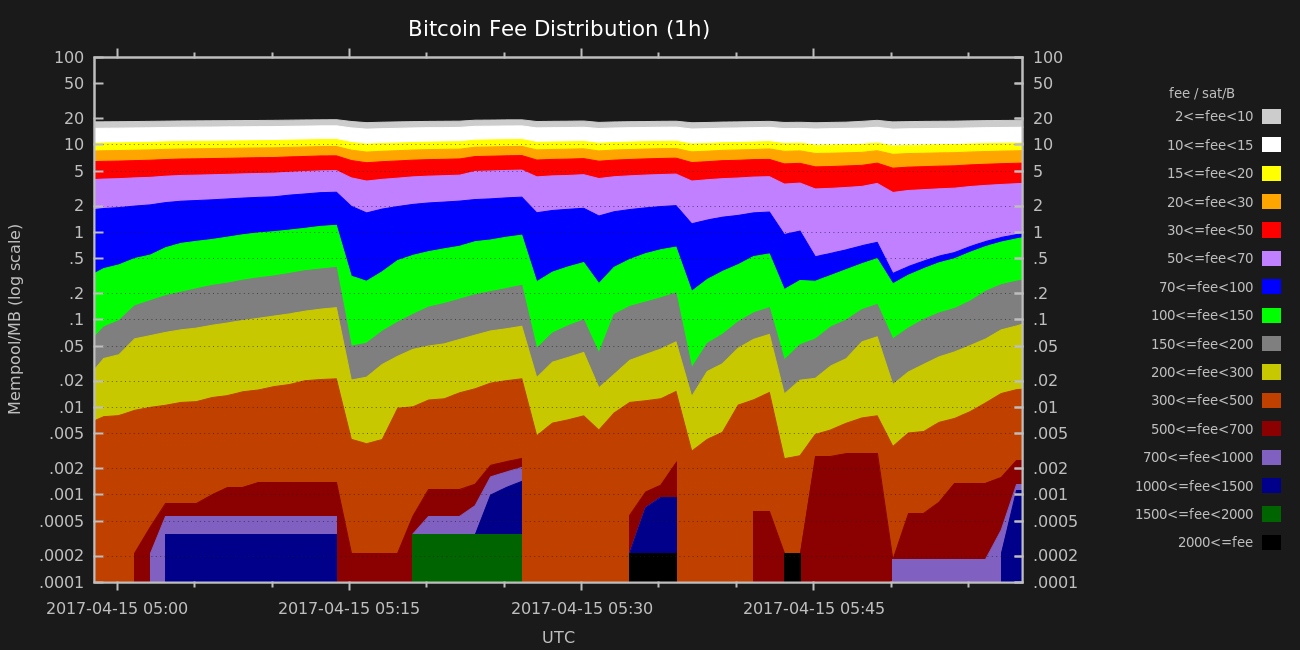 Bitcoin Fee Distribution (1h)
100
50
20
10
5
2
1
.5
.2
.1
.05
.02
.01
.005
.002
.001
.0005
.0002
.0001
Mempool/MB (log scale)
100
50
20
10
5
2
1
.5
.2
.1
.05
.02
.01
.005
.002
.001
.0005
.0002
.0001
2017-04-15 05:00 2017-04-15 05:15 2017-04-15 05:30 2017-04-15 05:45
UTC
fee / sat/B
2<=fee<10
10<=fee<15
15<=fee<20
20<=fee<30
30<=fee<50
50<=fee<70
70<=fee<100
100<=fee<150
150<=fee<200
200<=fee<300
300<=fee<500
500<=fee<700
700<=fee<1000
1000<=fee<1500
1500<=fee<2000
2000<=fee